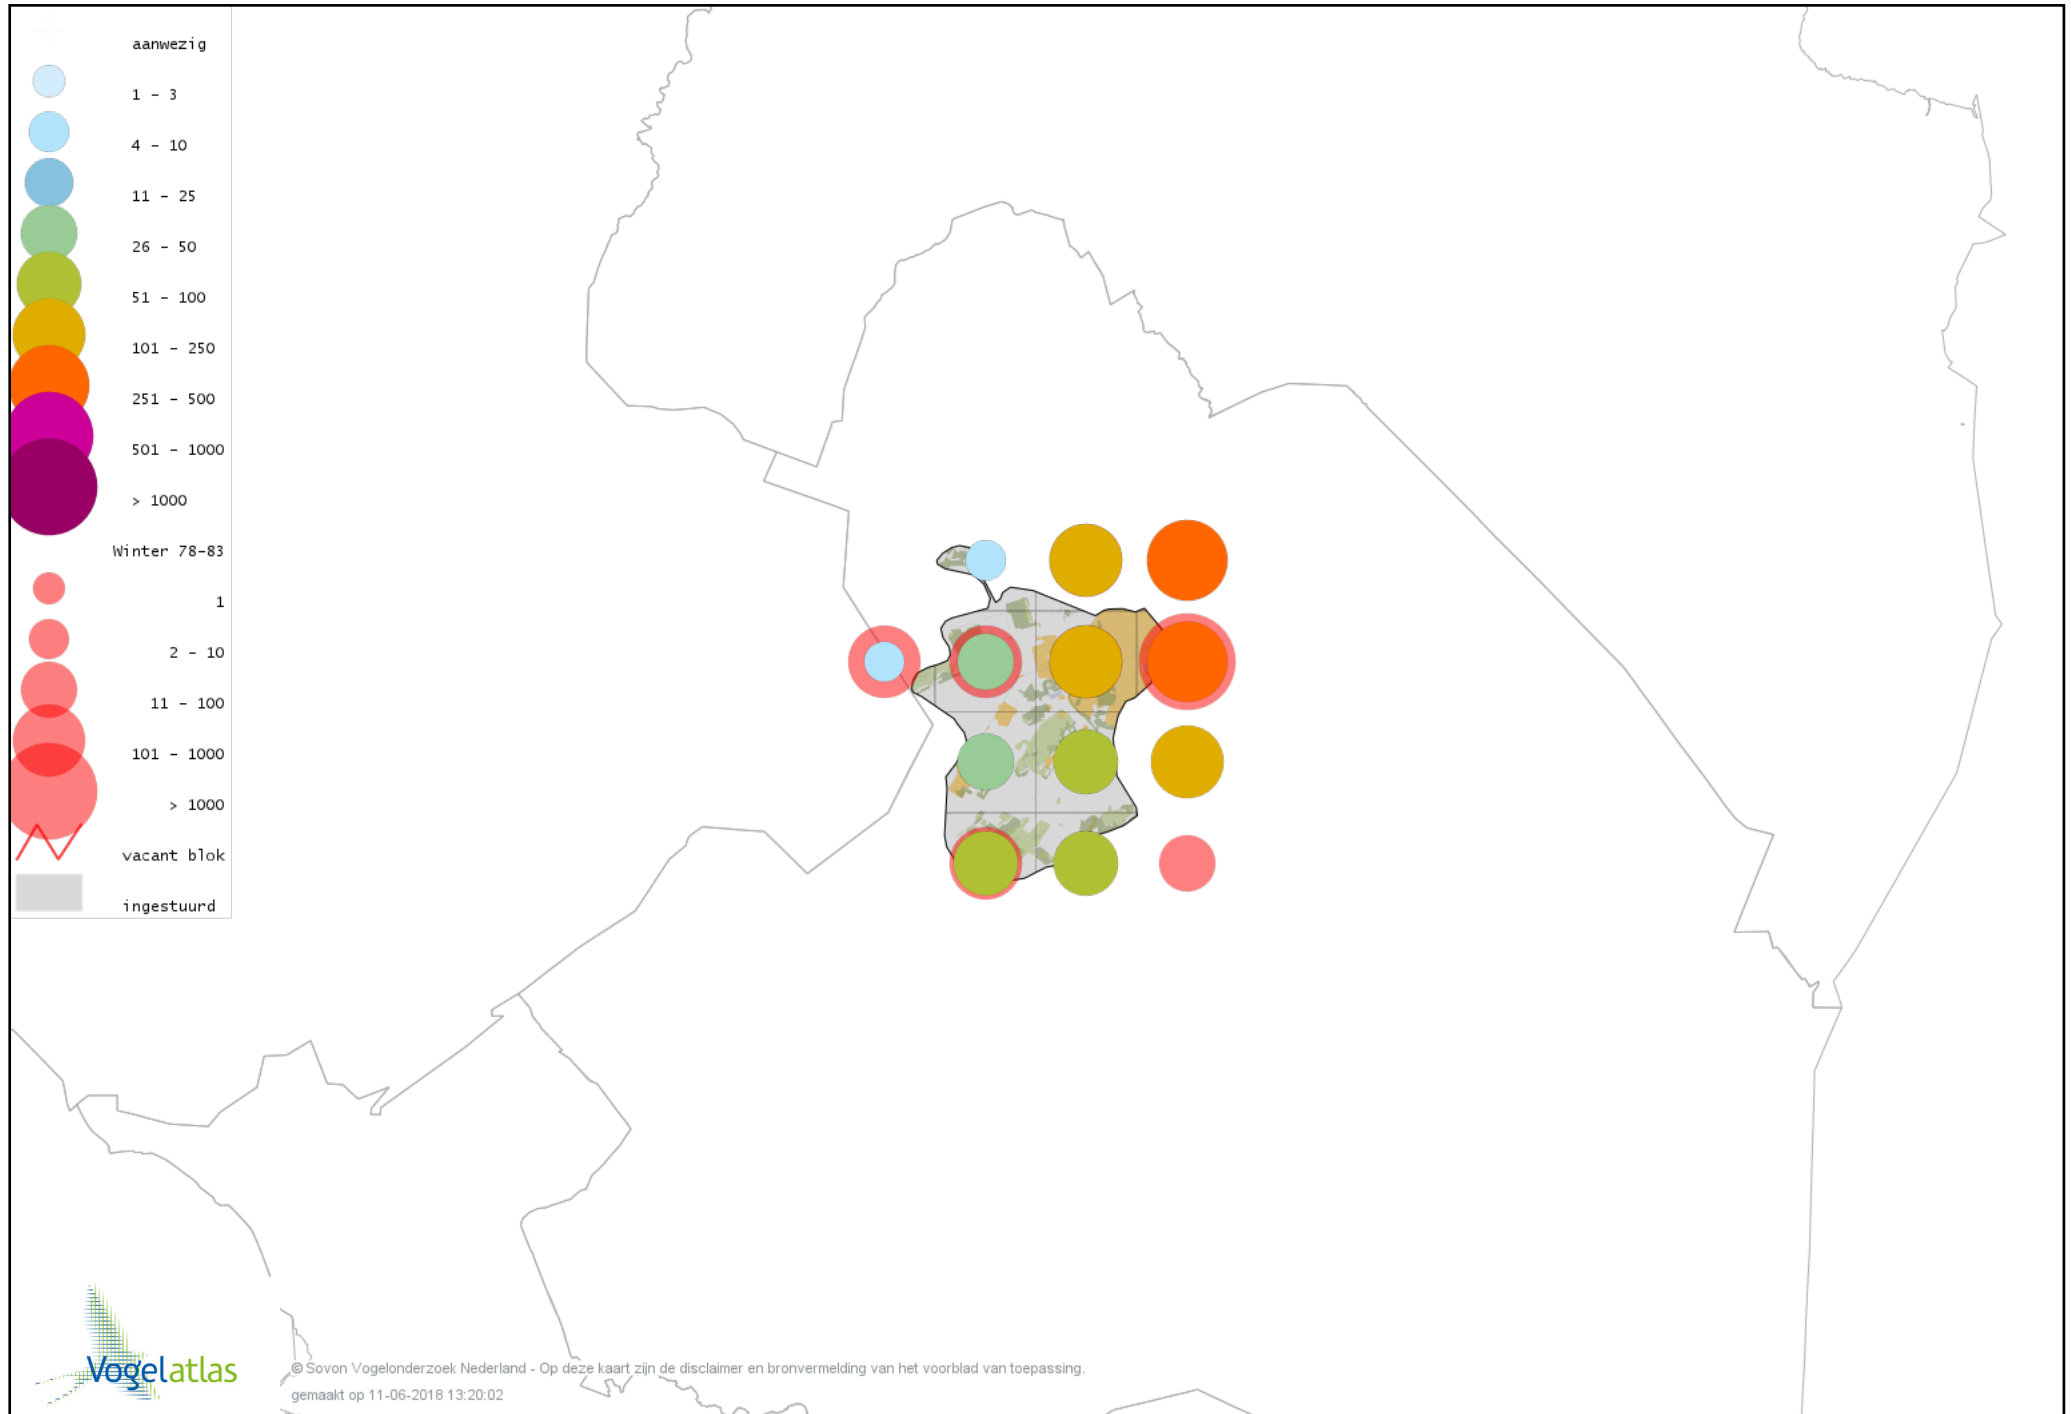 aanwezig
1 – 3
4 – 10
11 – 25
26 – 50
51 – 100
101 – 250
251 – 500
501 – 1000
> 1000
Winter 78-83
1
2 – 10
11 – 100
101 – 1000
> 1000
vacant blok
ingestuurd
Vogelatlas
© Sovon Vogelonderzoek Nederland - Op deze kaart zijn de disclaimer en bronvermelding van het voorblad van toepassing.
gemaakt op 11-06-2018 13:20:02